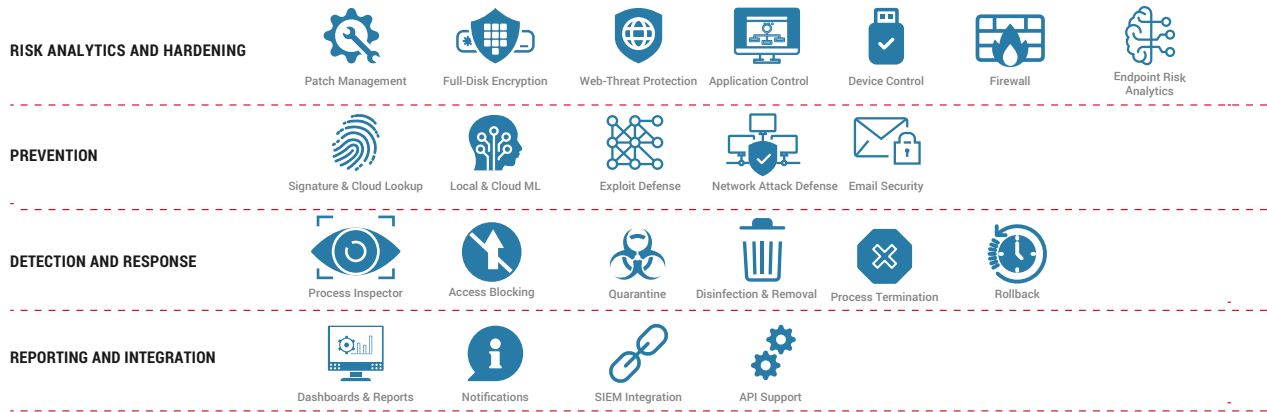 RISK ANALYTICS AND HARDENING
Patch Management
Full-Disk Encryption
Web-Threat Protection
Application Control
Device Control
Firewall
Endpoint Risk
Analytics
PREVENTION
Signature & Cloud Lookup
Local & Cloud ML
Exploit Defense
Network Attack Defense
Email Security
DETECTION AND RESPONSE
Process Inspector
Access Blocking
Quarantine
Disinfection & Removal
Process Termination
Rollback
REPORTING AND INTEGRATION
Dashboards & Reports
Notifications
SIEM Integration
API Support